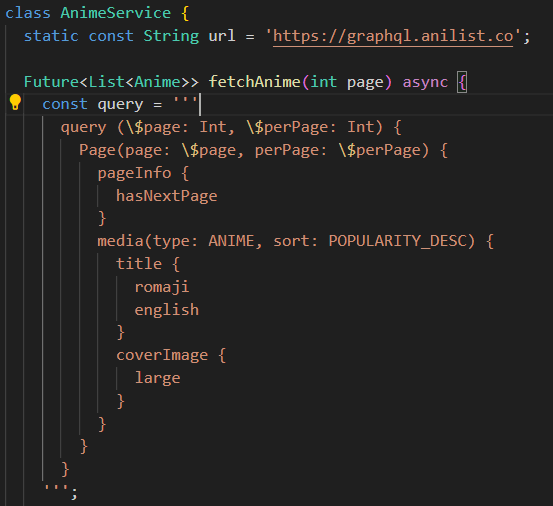 class AnimeService {
  static const String url = 'https://graphql.anilist.co';

  Future<List<Anime>> fetchAnime(int page) async {
    const query = '''
      query (\$page: Int, \$perPage: Int) {
        Page(page: \$page, perPage: \$perPage) {
          pageInfo {
            hasNextPage
          }
          media(type: ANIME, sort: POPULARITY_DESC) {
            title {
              romaji
              english
            }
            coverImage {
              large
            }
          }
        }
      }
    ''';